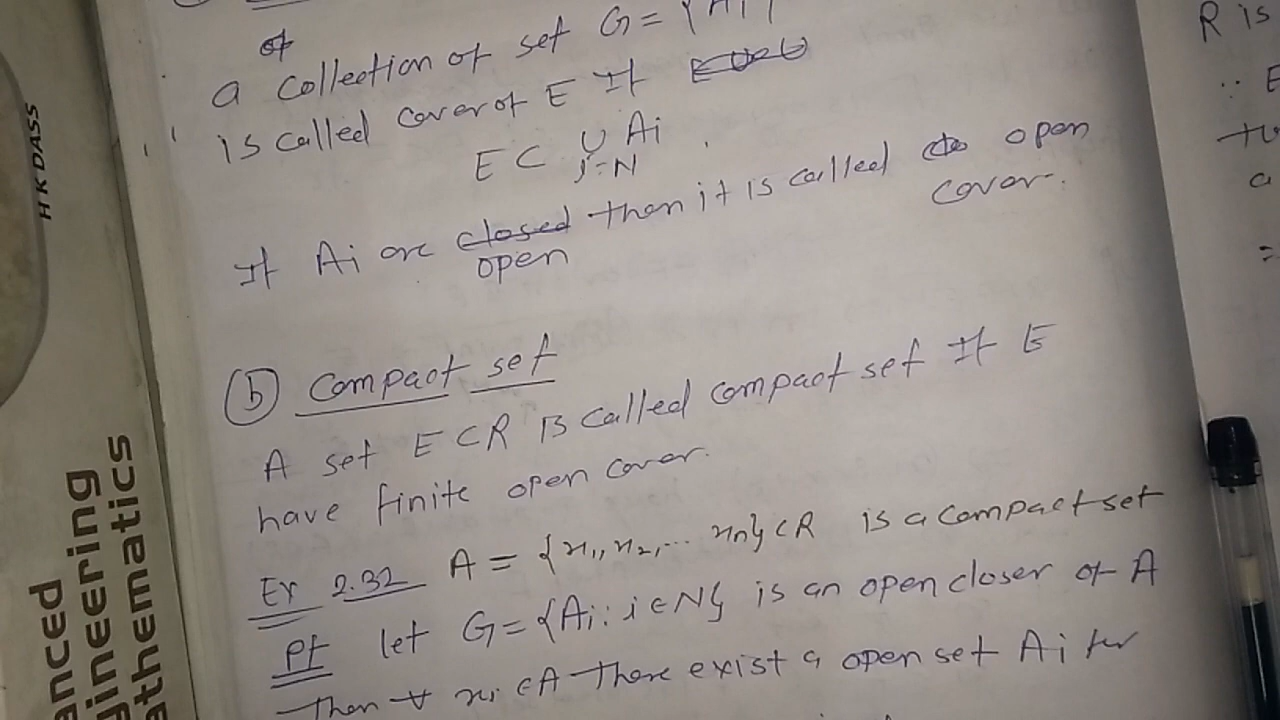 of
a collection of set G = {Ai}
is called cover of E If
E ⊂ ∪ Ai .
i=N
If Ai are closed then it is called open
open cover.
(5) Compact set
A set E ⊂ R is called compact set If E
have finite open cover.
Ex 2.32 A = {x1, x2, ... xn} ⊂ R is a compact set
Pf let G = {Ai : i ∈ N} is an open closer of A
Then ∀ xi ∈ A there exist a open set Ai for
R is
∵ E
a
H K DASS
anced
gineering
athematics